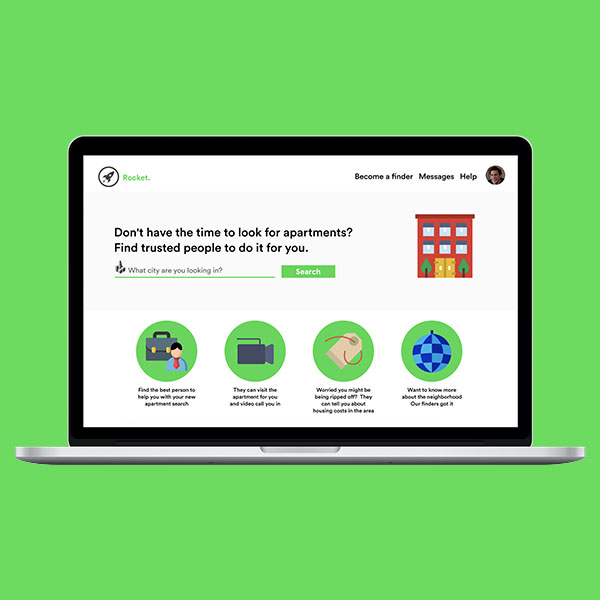 Rocket.
Become a finder Messages Help
Don't have the time to look for apartments?
Find trusted people to do it for you.
What city are you looking in?
Search
Find the best person to
help you with your new
apartment search
They can visit the
apartment for you
and video call you in
Worried you might be
being ripped off? They
can tell you about
housing costs in the area
Want to know more
about the neighborhood
Our finders got it